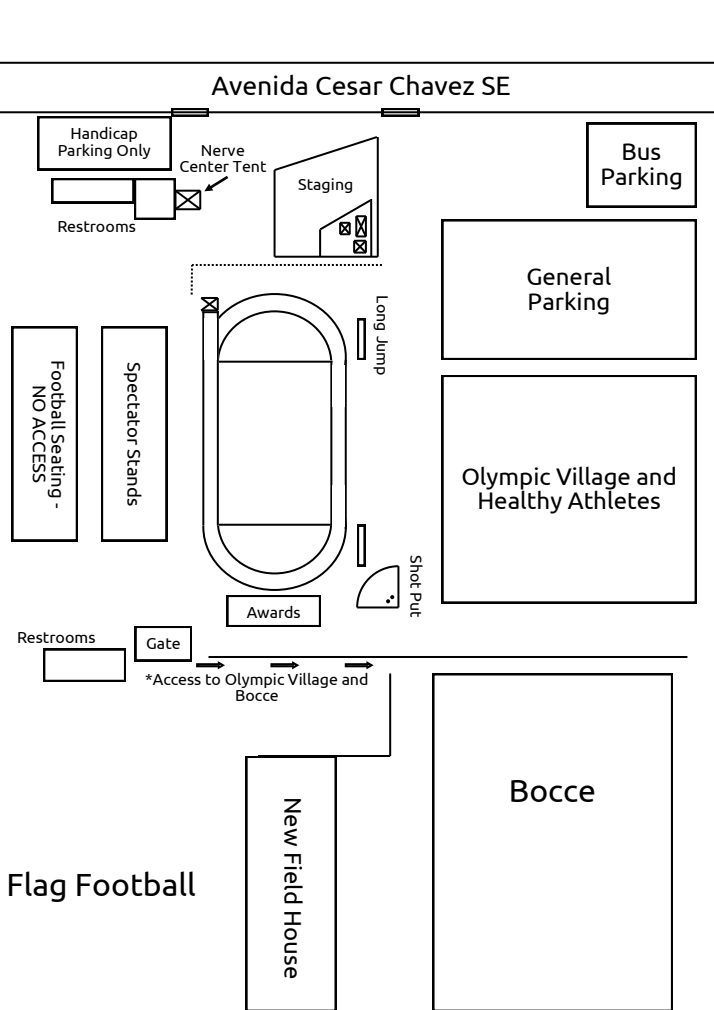 Avenida Cesar Chavez SE
Handicap
Parking Only
Nerve
Center Tent
Bus
Parking
Staging
Restrooms
General
Parking
Long Jump
Football Seating -
NO ACCESS
Spectator Stands
Olympic Village and
Healthy Athletes
Shot Put
Awards
Restrooms
Gate
*Access to Olympic Village and
Bocce
Bocce
New Field House
Flag Football